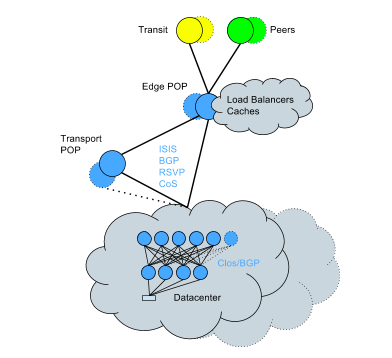 Transit
Peers
Edge POP
Load Balancers
Caches
Transport
POP
ISIS
BGP
RSVP
CoS
Clos/BGP
Datacenter